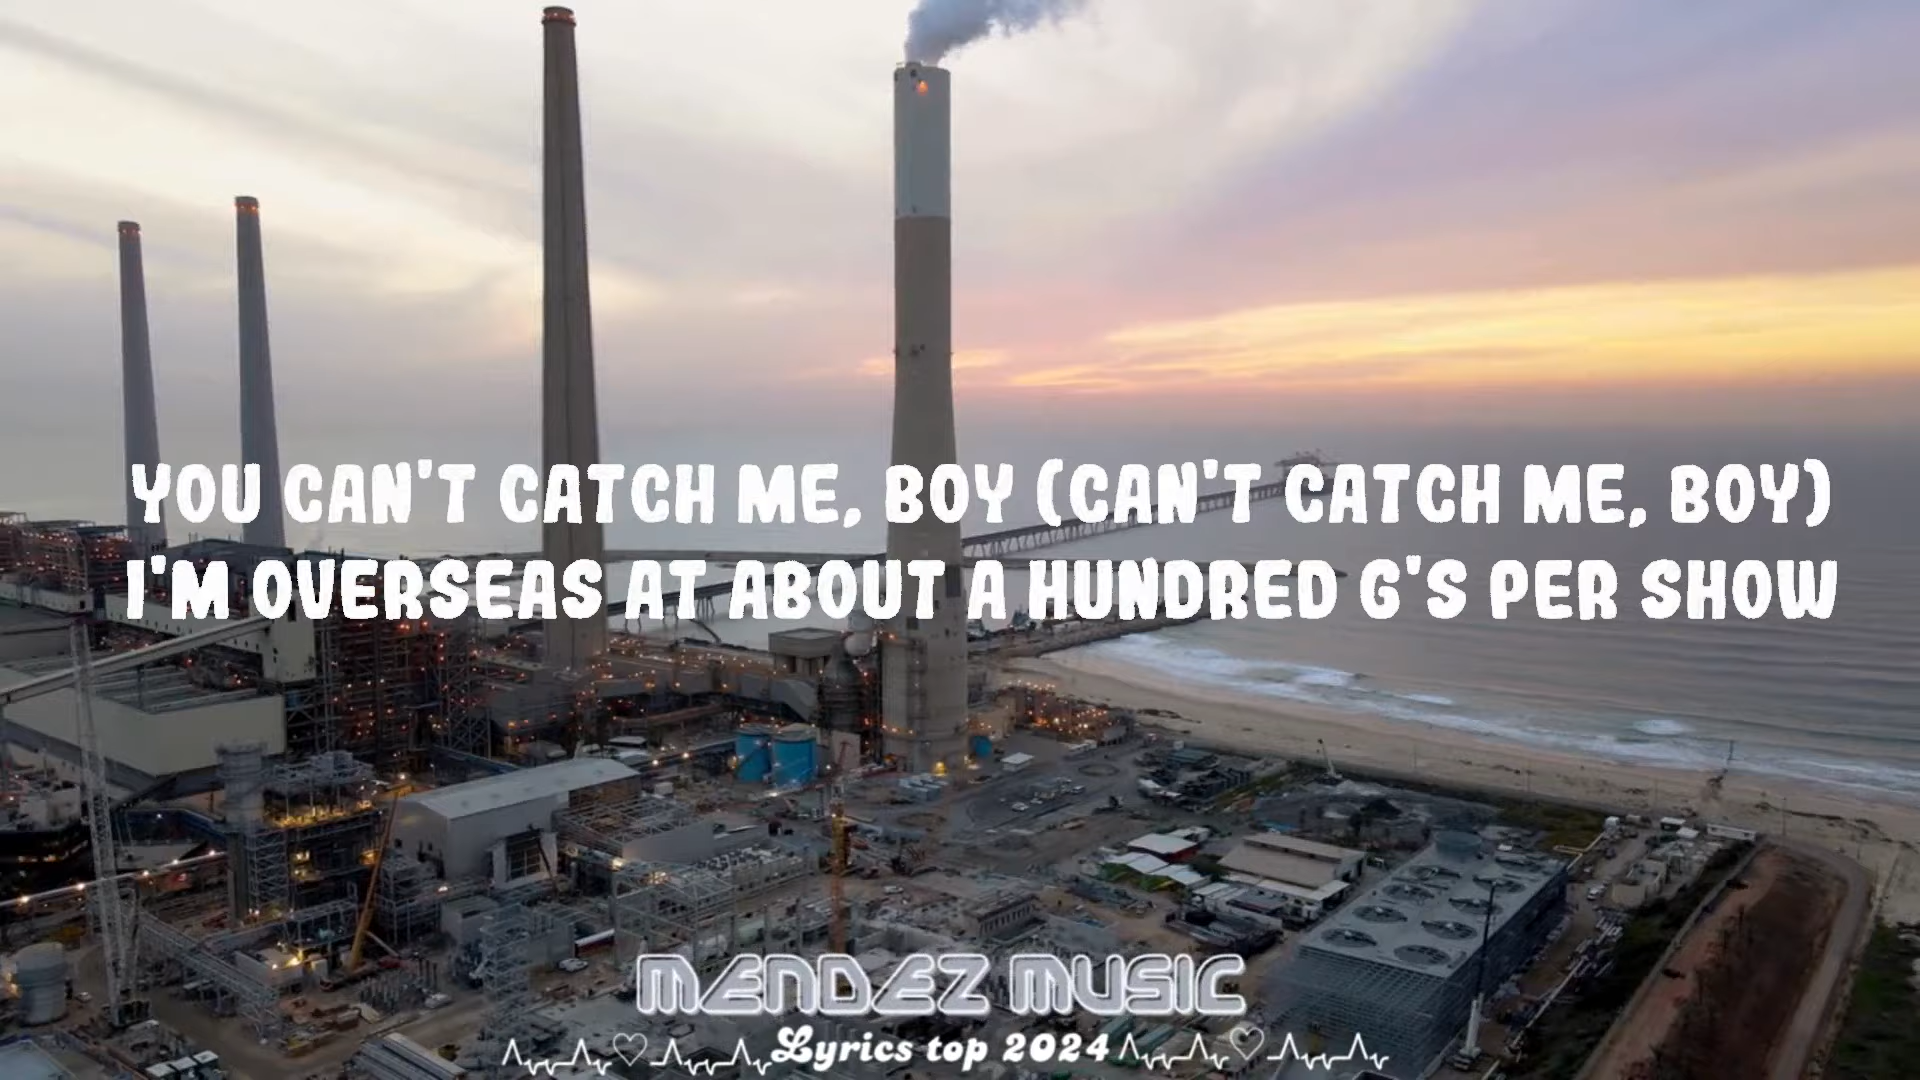 YOU CAN'T CATCH ME, BOY (CAN'T CATCH ME, BOY)
I'M OVERSEAS AT ABOUT A HUNDRED G'S PER SHOW
MENDEZ MUSIC
Lyrics top 2024